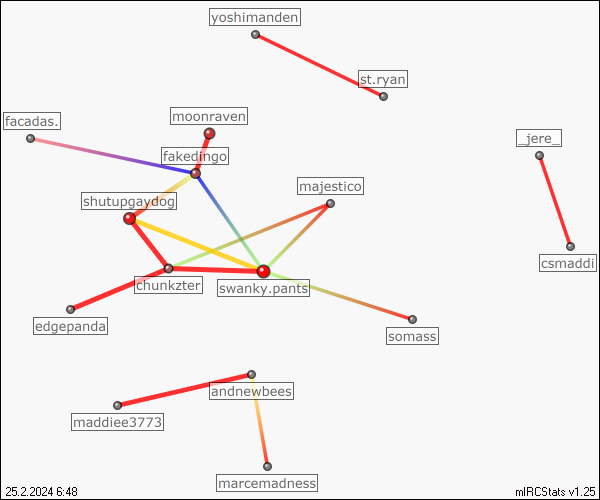 yoshimanden
st.ryan
facadas.
moonraven
_jere_
fakedingo
majestico
shutupgaydog
csmaddi
chunkzter
swanky.pants
edgepanda
somass
andnewbees
maddiee3773
marcemadness
25.2.2024 6:48
mIRCStats v1.25